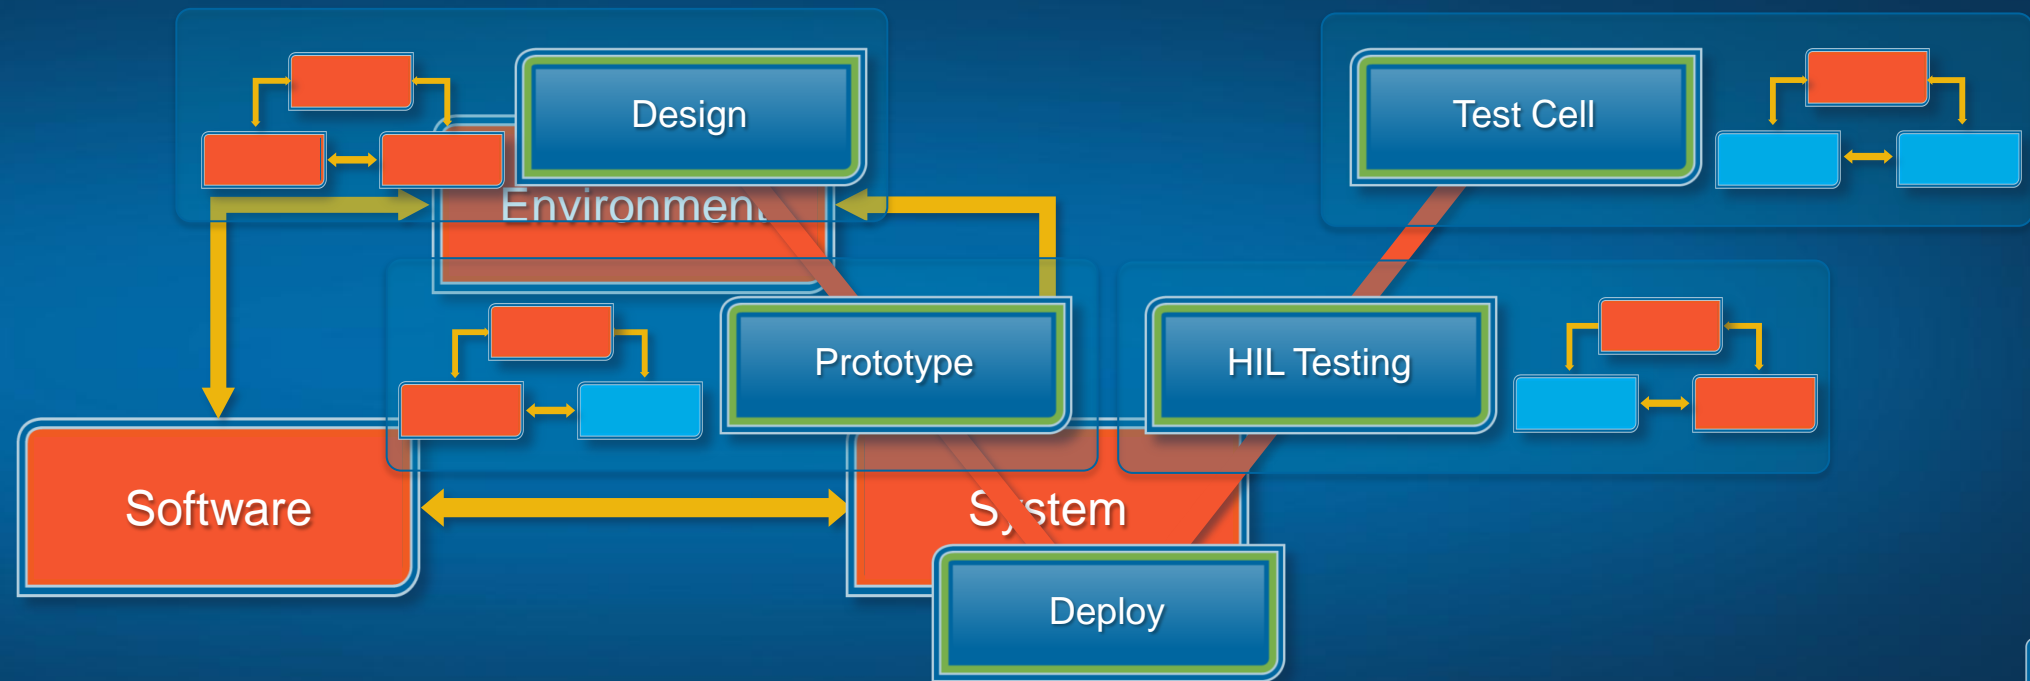 Design
Test Cell
Environment
Prototype
HIL Testing
Software
System
Deploy